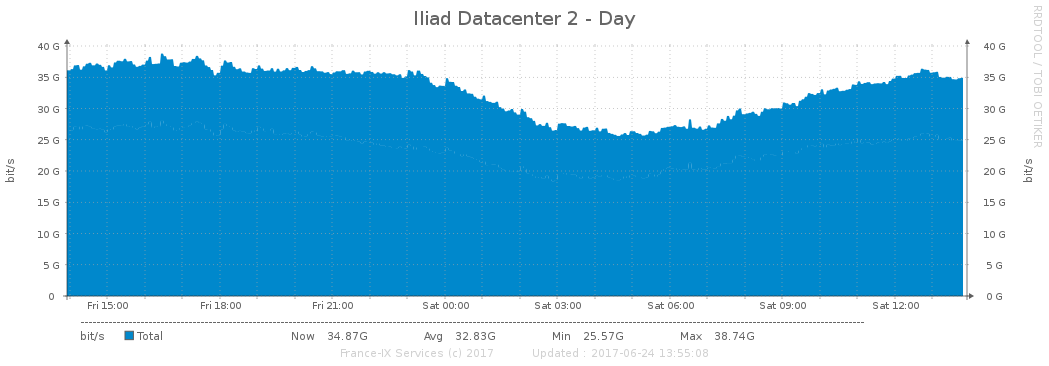 Iliad Datacenter 2 - Day
RRDTOOL / TOBI OETIKER
bit/s
40 G
35 G
30 G
25 G
20 G
15 G
10 G
5 G
0
40 G
35 G
30 G
25 G
20 G
15 G
10 G
5 G
0 G
bit/s
Fri 15:00 Fri 18:00 Fri 21:00 Sat 00:00 Sat 03:00 Sat 06:00 Sat 09:00 Sat 12:00
bit/s Total Now 34.87G Avg 32.83G Min 25.57G Max 38.74G
France-IX Services (c) 2017 Updated : 2017-06-24 13:55:08